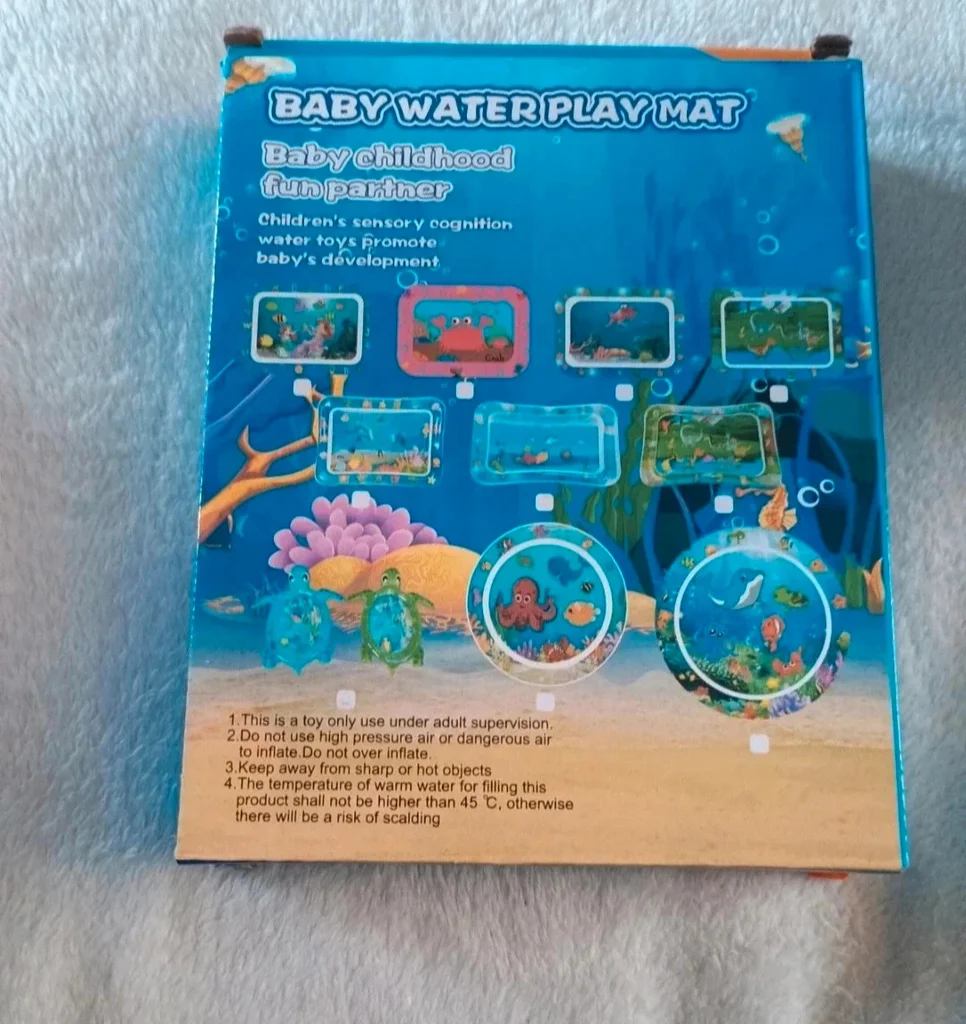 BABY WATER PLAY MAT
Baby childhood
fun partner
Children's sensory cognition
water toys promote
baby's development
Crab
1.This is a toy only use under adult supervision.
2.Do not use high pressure air or dangerous air
to inflate.Do not over inflate.
3.Keep away from sharp or hot objects
4.The temperature of warm water for filling this
product shall not be higher than 45 ℃, otherwise
there will be a risk of scalding